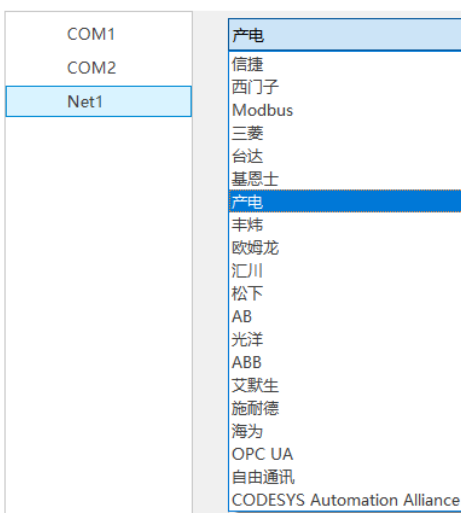 COM1
COM2
Net1
产电
信捷
西门子
Modbus
三菱
台达
基恩士
产电
丰炜
欧姆龙
汇川
松下
AB
光洋
ABB
艾默生
施耐德
海为
OPC UA
自由通讯
CODESYS Automation Alliance